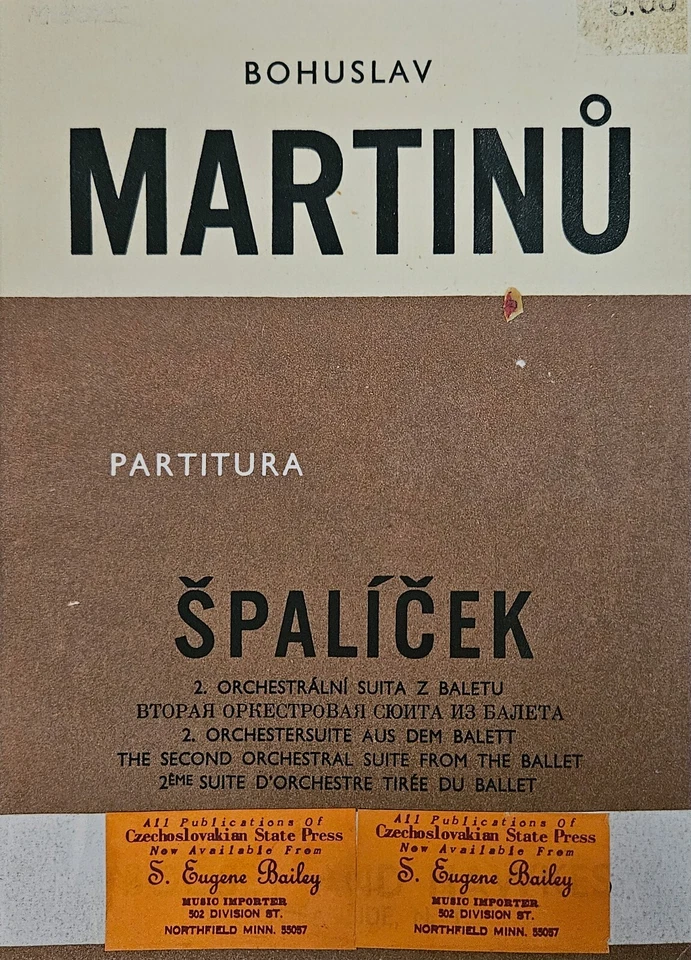 5.00
BOHUSLAV
MARTINŮ
PARTITURA
ŠPALÍČEK
2. ORCHESTRÁLNÍ SUITA Z BALETU
ВТОРАЯ ОРКЕСТРОВАЯ СЮИТА ИЗ БАЛЕТА
2. ORCHESTERSUITE AUS DEM BALETT
THE SECOND ORCHESTRAL SUITE FROM THE BALLET
2ÈME SUITE D'ORCHESTRE TIRÉE DU BALLET
All Publications Of
Czechoslovakian State Press
Now Available From
S. Eugene Bailey
MUSIC IMPORTER
502 DIVISION ST.
NORTHFIELD MINN. 55057
All Publications Of
Czechoslovakian State Press
Now Available From
S. Eugene Bailey
MUSIC IMPORTER
502 DIVISION ST.
NORTHFIELD MINN. 55057